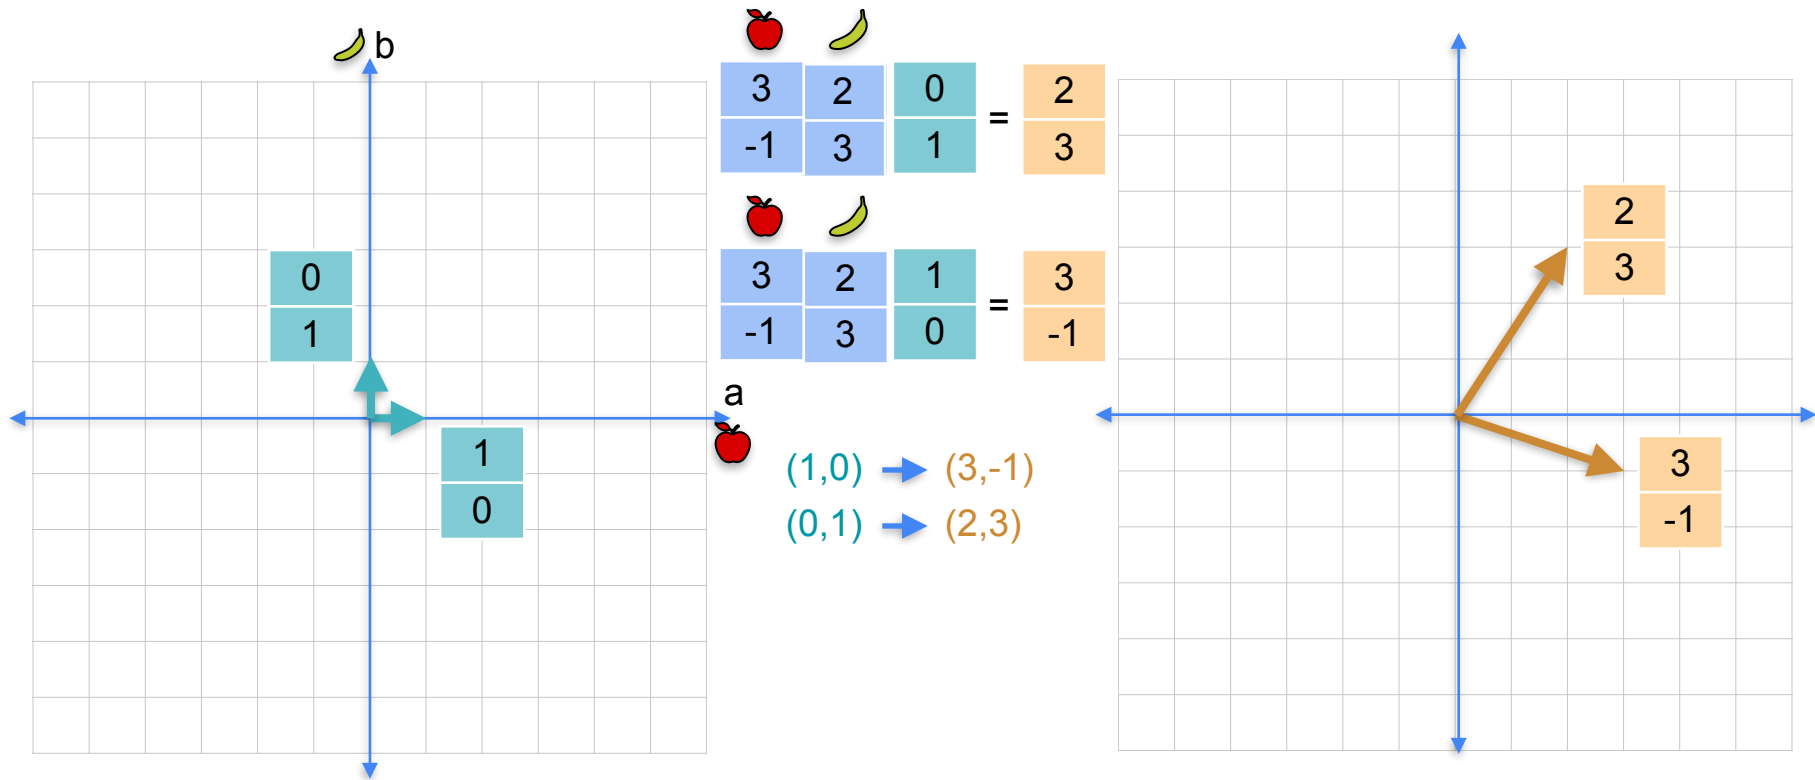 b
0
1
1
0
3 2 0 = 2
-1 3 1 3
3 2 1 = 3
-1 3 0 -1
a
(1,0) (3,-1)
(0,1) (2,3)
2
3
3
-1